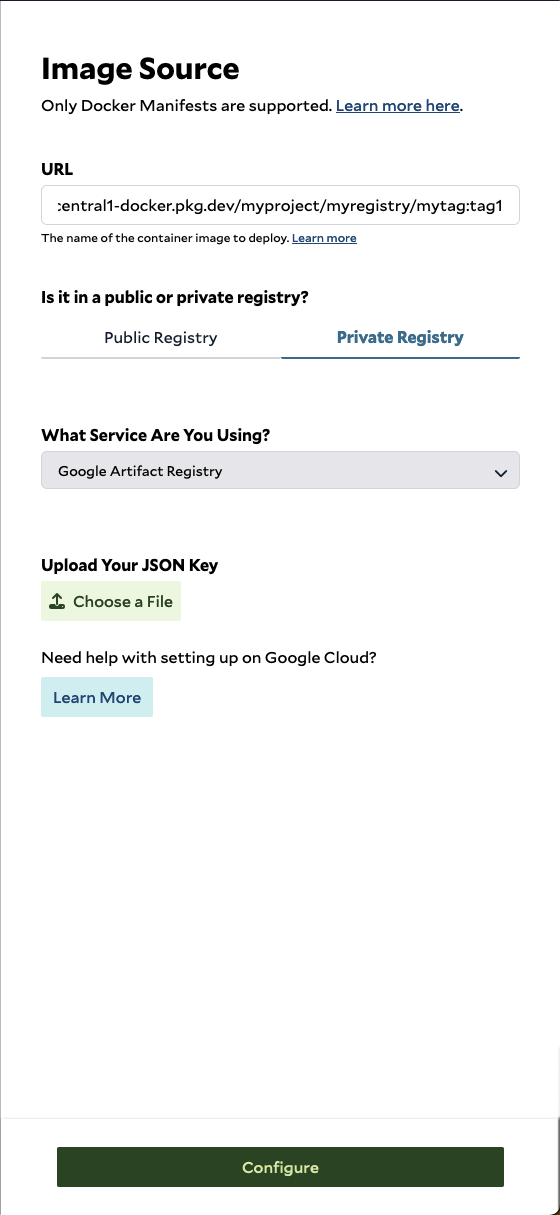 Image Source
Only Docker Manifests are supported. Learn more here.
URL
central1-docker.pkg.dev/myproject/myregistry/mytag:tag1
The name of the container image to deploy. Learn more
Is it in a public or private registry?
Public Registry
Private Registry
What Service Are You Using?
Google Artifact Registry
Upload Your JSON Key
Choose a File
Need help with setting up on Google Cloud?
Learn More
Configure